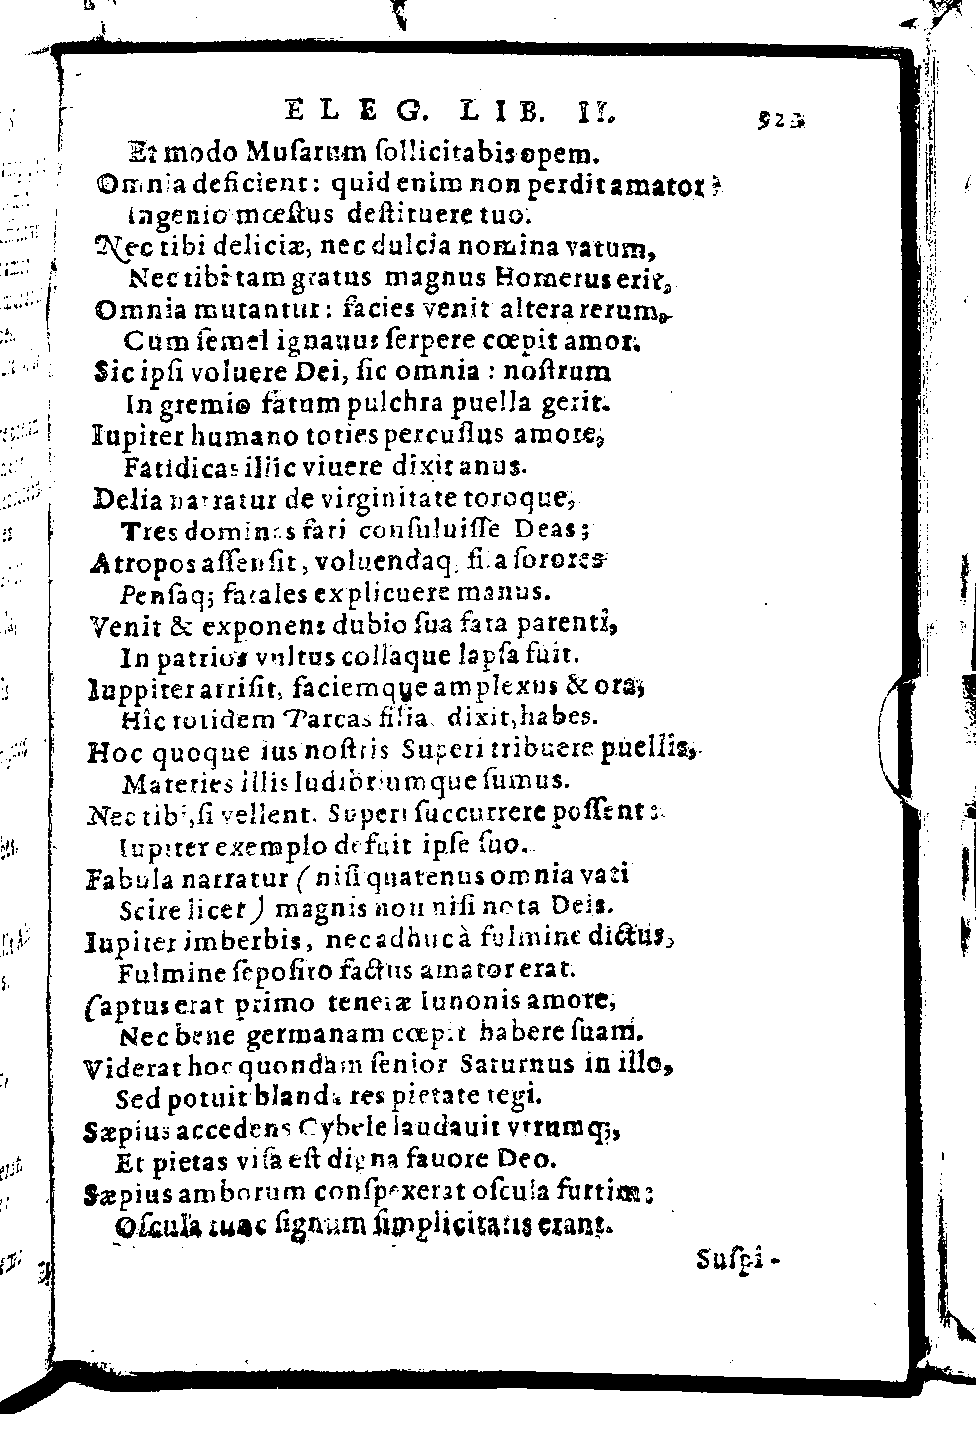 ELEG. LIB. II. 923
Et modo Muſarum ſollicitabis opem.
Omnia deficient: quid enim non perdit amator?
Ingenio mœſtus deſtituere tuo.
Nec tibi deliciæ, nec dulcia nomina vatum,
Nec tibi tam gratus magnus Homerus erit,
Omnia mutantur: facies venit altera rerum,
Cum ſemel ignauus ſerpere cœpit amor.
Sic ipſi voluere Dei, ſic omnia: noſtrum
In gremio fatum pulchra puella gerit.
Iupiter humano toties percuſſus amore,
Fatidicas illic viuere dixit anus.
Delia narratur de virginitate toroque,
Tres dominas fari conſuluiſſe Deas;
Atropos aſſenſit, voluendaq; fila ſorores
Penſaq; fatales explicuere manus.
Venit & exponens dubio ſua fata parenti,
In patrios vultus collaque lapſa fuit.
Iuppiter arriſit, faciemque amplexus & ora,
Hîc totidem Parcas filia, dixit, habes.
Hoc quoque ius noſtris Superi tribuere puellis,
Materies illis ludibriumque ſumus.
Nec tibi, ſi vellent, Superi ſuccurrere poſſent:
Iupiter exemplo defuit ipſe ſuo.
Fabula narratur (niſi quatenus omnia vati
Scire licet) magnis non niſi nota Deis.
Iupiter imberbis, nec adhuc à fulmine dictus,
Fulmine ſepoſito factus amator erat.
Captus erat primo teneræ Iunonis amore,
Nec bene germanam cœpit habere ſuam.
Viderat hoc quondam ſenior Saturnus in illo,
Sed potuit blanda res pietate tegi.
Sæpius accedens Cybele laudauit vtrumq;,
Et pietas viſa eſt digna fauore Deo.
Sæpius amborum conſpexerat oſcula furtim:
Oſcula tunc ſignum ſimplicitatis erant.
Suſpi-